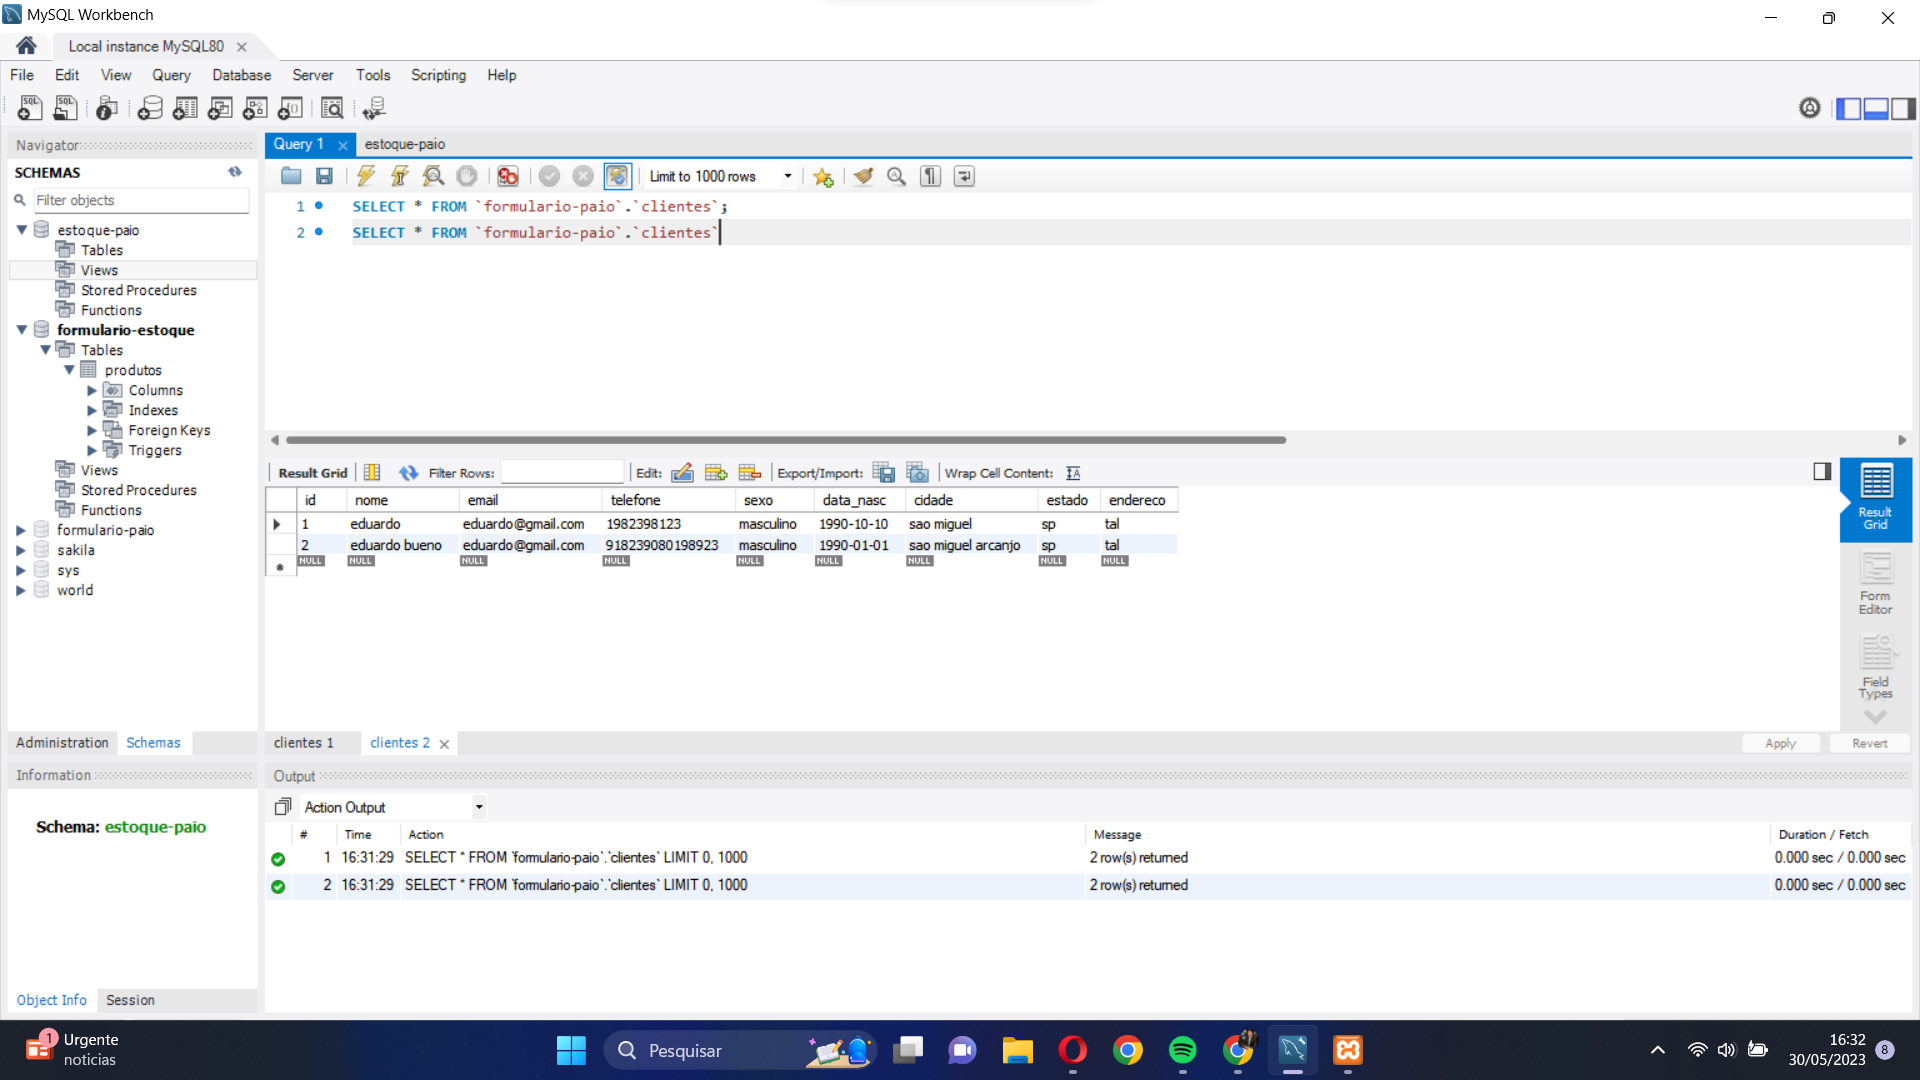 MySQL Workbench
Local instance MySQL80
File Edit View Query Database Server Tools Scripting Help
Navigator
SCHEMAS
Filter objects
estoque-paio
Tables
Views
Stored Procedures
Functions
formulario-estoque
Tables
produtos
Columns
Indexes
Foreign Keys
Triggers
Views
Stored Procedures
Functions
formulario-paio
sakila
sys
world
Administration Schemas
Information
Schema: estoque-paio
Object Info Session
Query 1 estoque-paio
Limit to 1000 rows
1 SELECT * FROM `formulario-paio`.`clientes`;
2 SELECT * FROM `formulario-paio`.`clientes`
Result Grid Filter Rows: Edit: Export/Import: Wrap Cell Content:
id nome email telefone sexo data_nasc cidade estado endereco
1 eduardo eduardo@gmail.com 1982398123 masculino 1990-10-10 sao miguel sp tal
2 eduardo bueno eduardo@gmail.com 918239080198923 masculino 1990-01-01 sao miguel arcanjo sp tal
NULL NULL NULL NULL NULL NULL NULL NULL NULL
Result
Grid
Form
Editor
Field
Types
clientes 1 clientes 2 Apply Revert
Output
Action Output
# Time Action Message Duration / Fetch
1 16:31:29 SELECT * FROM `formulario-paio`.`clientes` LIMIT 0, 1000 2 row(s) returned 0.000 sec / 0.000 sec
2 16:31:29 SELECT * FROM `formulario-paio`.`clientes` LIMIT 0, 1000 2 row(s) returned 0.000 sec / 0.000 sec
1
Urgente
noticias
Pesquisar
16:32
30/05/2023
8